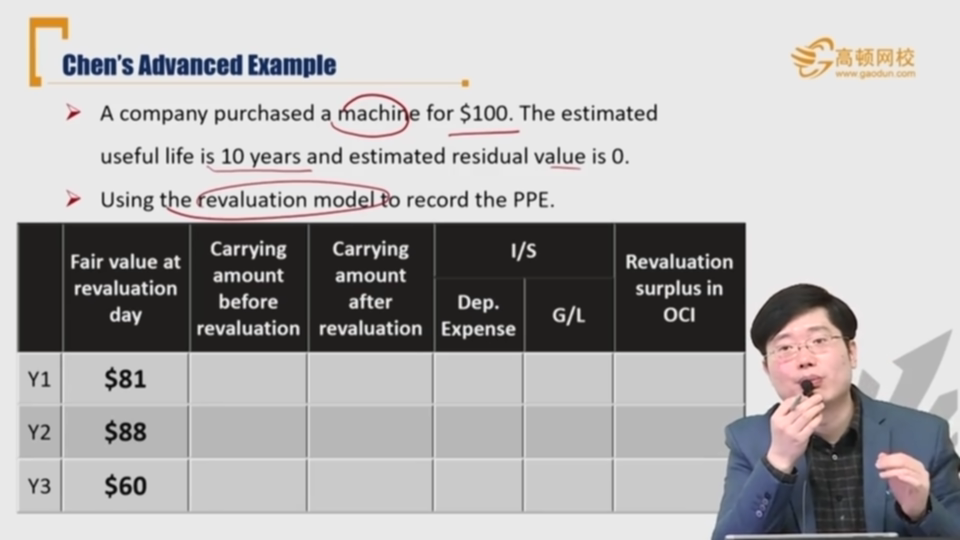 Chen's Advanced Example
高顿网校
www.gaodun.com
A company purchased a machine for $100. The estimated
useful life is 10 years and estimated residual value is 0.
Using the revaluation model to record the PPE.
Fair value at
revaluation
day
Carrying
amount
before
revaluation
Carrying
amount
after
revaluation
I/S
Dep.
Expense
G/L
Revaluation
surplus in
OCI
Y1 $81
Y2 $88
Y3 $60